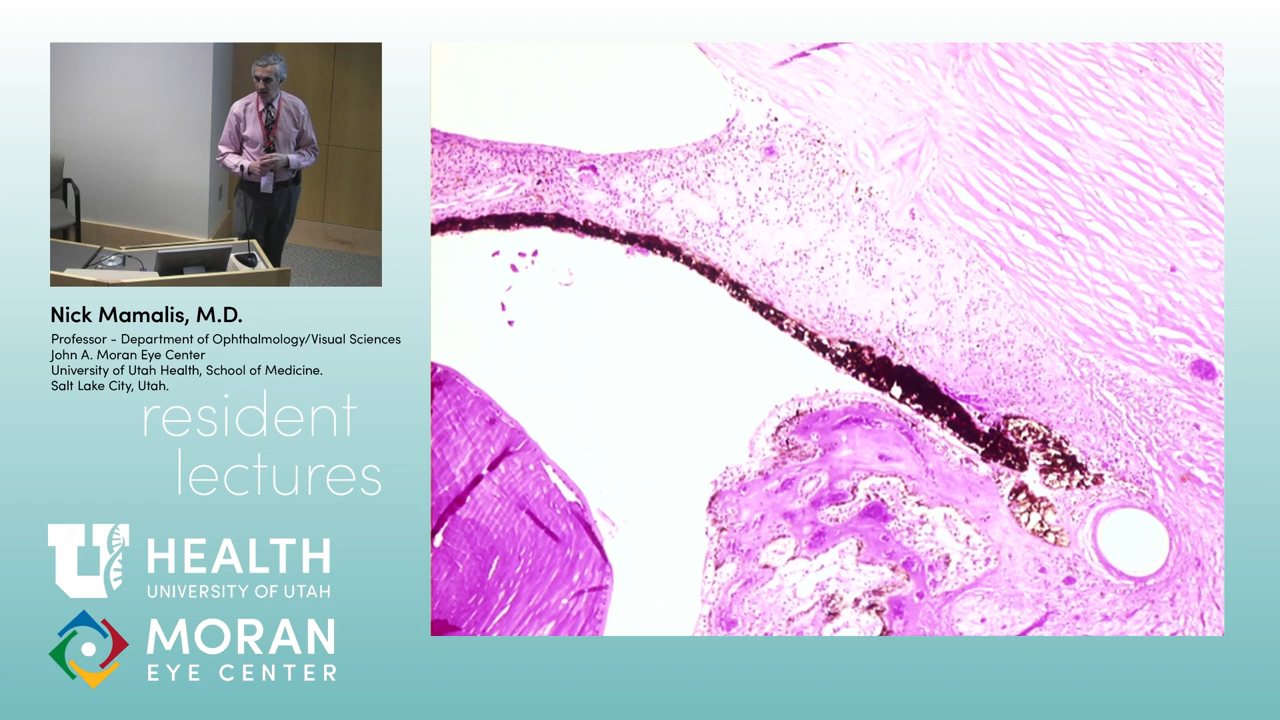 Nick Mamalis, M.D.
Professor - Department of Ophthalmology/Visual Sciences
John A. Moran Eye Center
University of Utah Health, School of Medicine.
Salt Lake City, Utah.
resident
lectures
U HEALTH
UNIVERSITY OF UTAH
MORAN
EYE CENTER